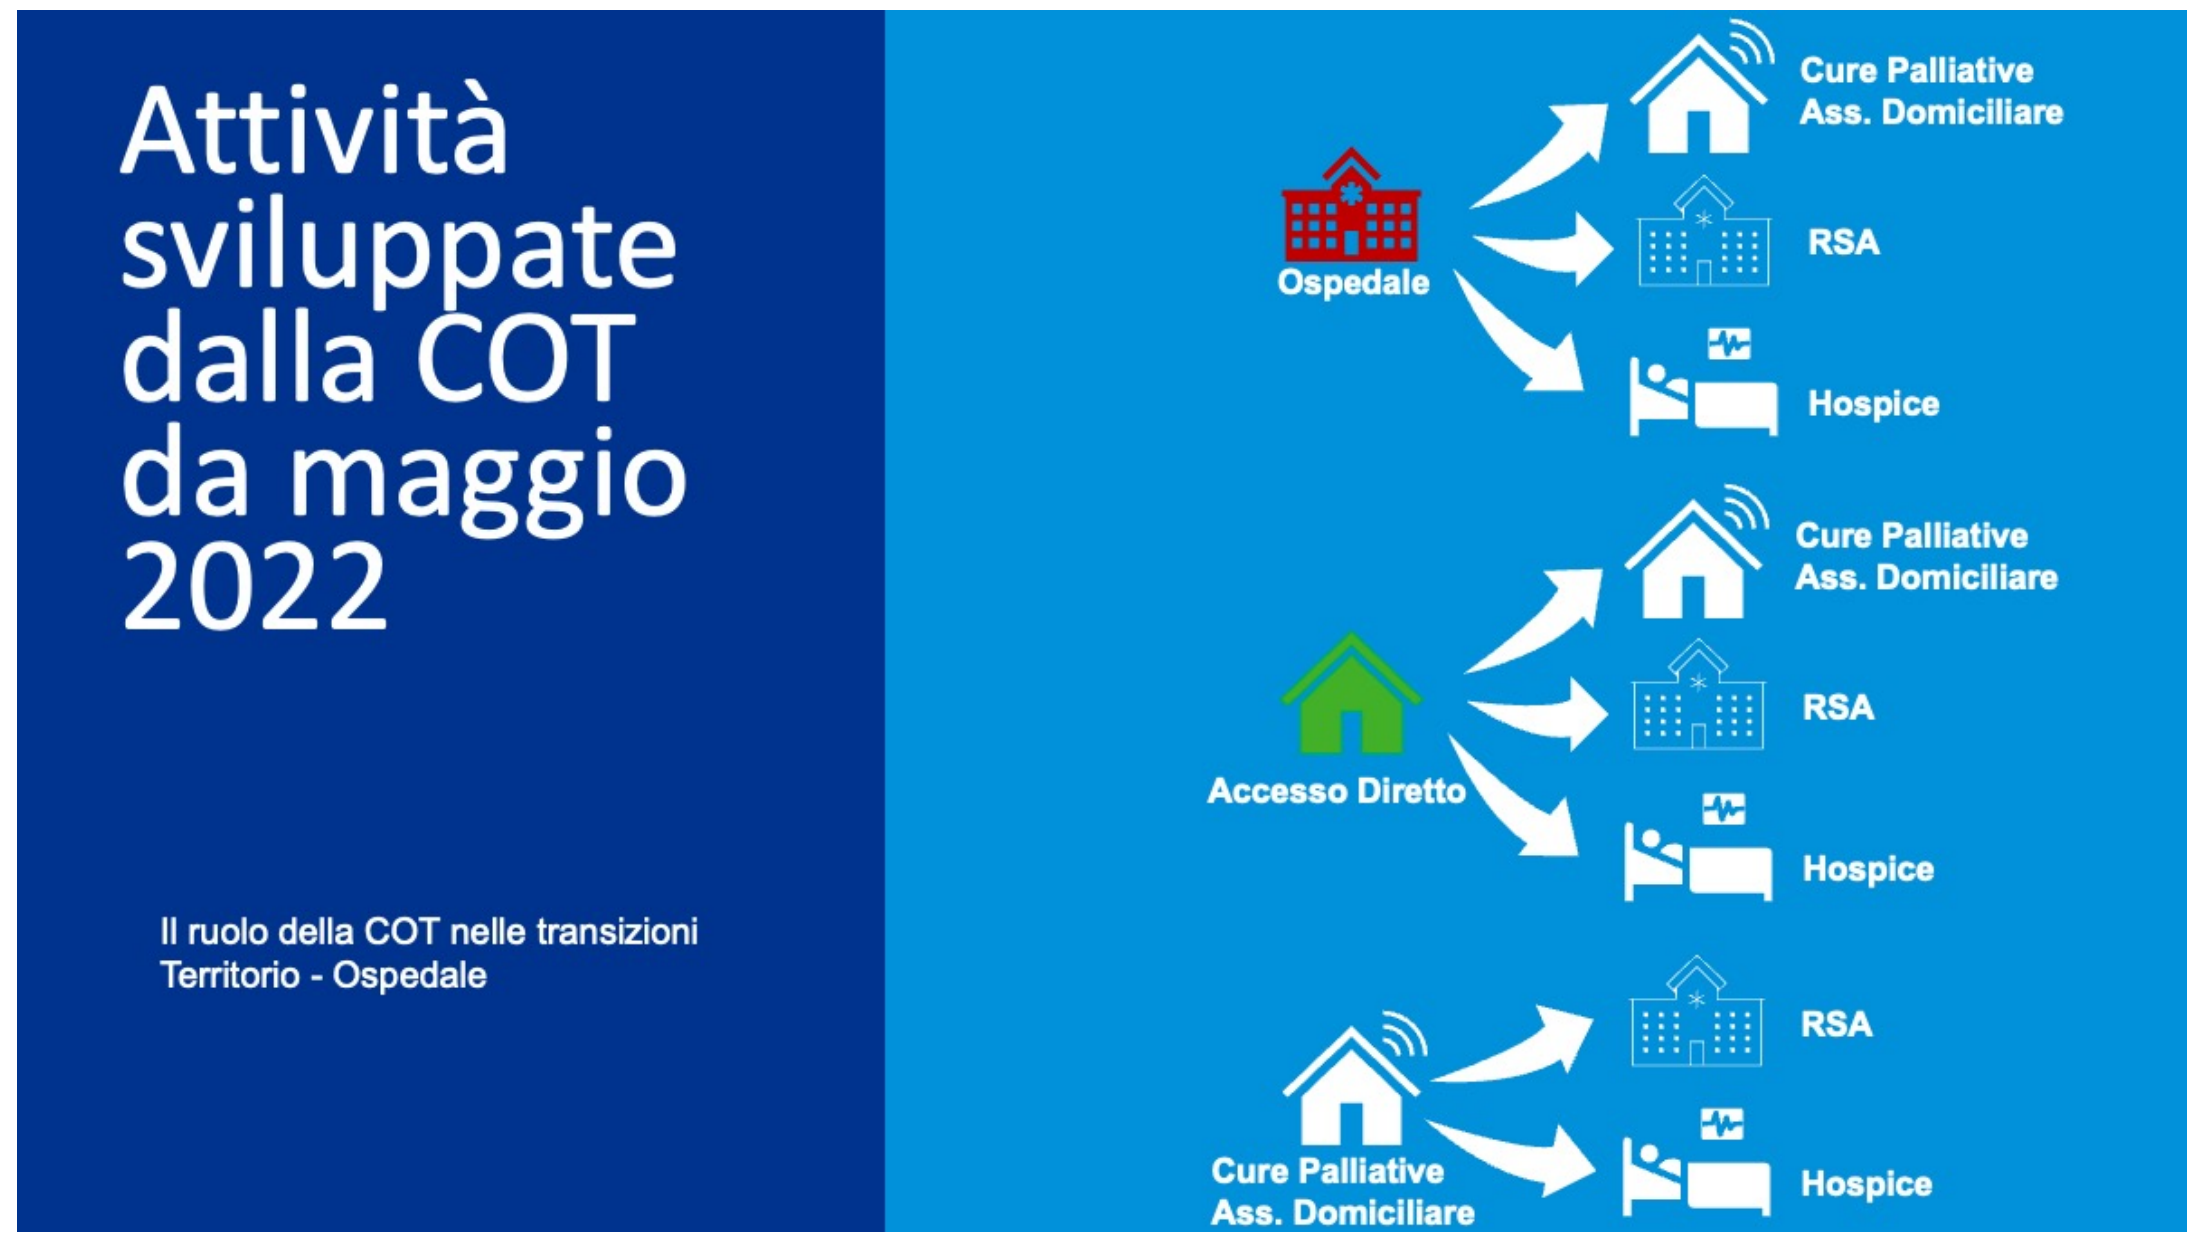 Attività
sviluppate
dalla COT
da maggio
2022
Il ruolo della COT nelle transizioni
Territorio - Ospedale
Ospedale
Cure Palliative
Ass. Domiciliare
RSA
Hospice
Accesso Diretto
Cure Palliative
Ass. Domiciliare
RSA
Hospice
Cure Palliative
Ass. Domiciliare
RSA
Hospice